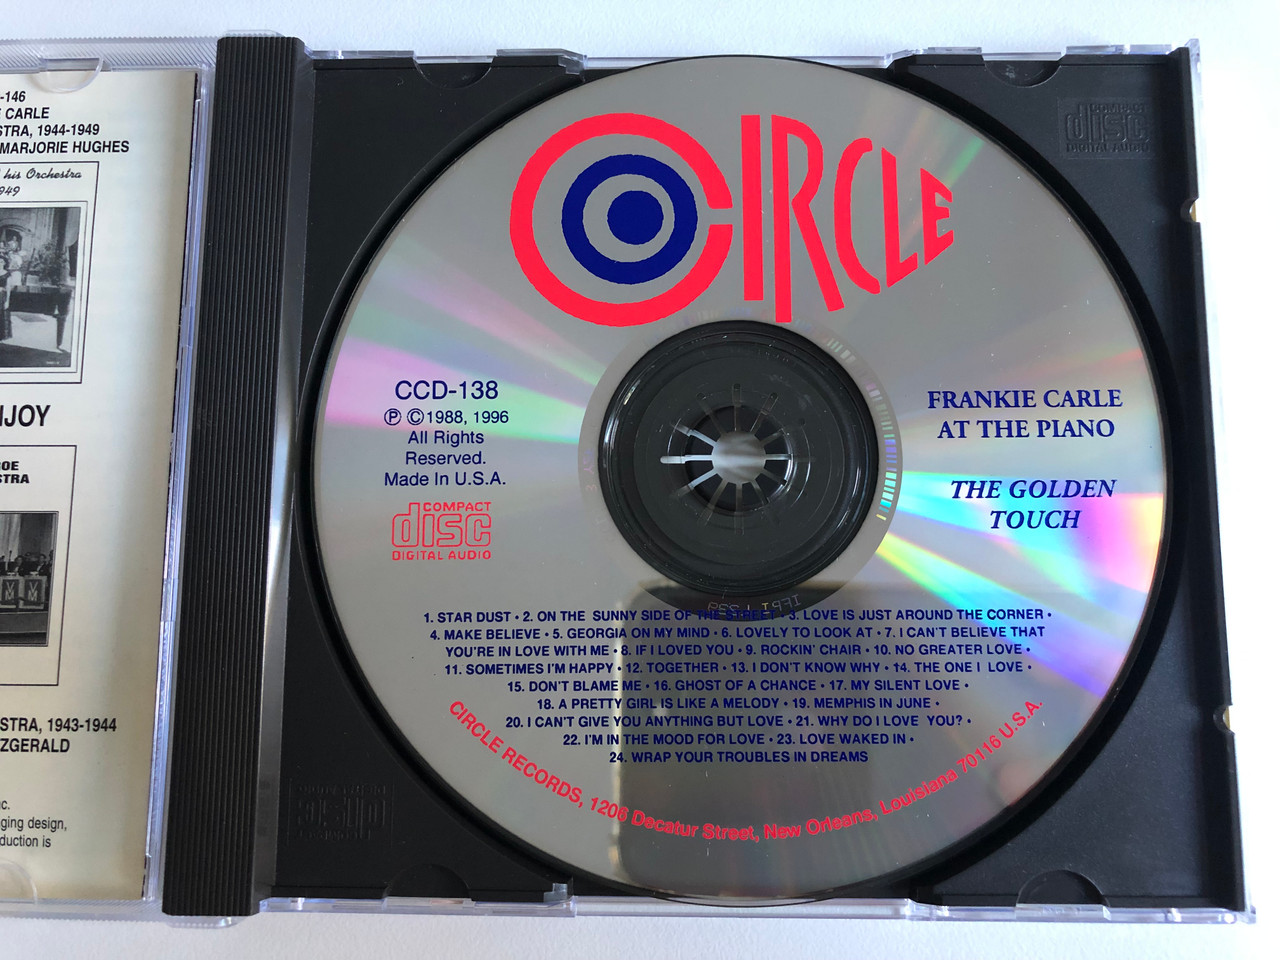 -146
CARLE
STRA, 1944-1949
MARJORIE HUGHES
his Orchestra
949
NJOY
ROE
STRA
STRA, 1943-1944
ZGERALD
nc.
ging design,
duction is
CIRCLE
CCD-138
℗ ©1988, 1996
All Rights
Reserved.
Made In U.S.A.
COMPACT
disc
DIGITAL AUDIO
FRANKIE CARLE
AT THE PIANO
THE GOLDEN
TOUCH
IFPI L239
1. STAR DUST • 2. ON THE SUNNY SIDE OF THE STREET • 3. LOVE IS JUST AROUND THE CORNER •
4. MAKE BELIEVE • 5. GEORGIA ON MY MIND • 6. LOVELY TO LOOK AT • 7. I CAN'T BELIEVE THAT
YOU'RE IN LOVE WITH ME • 8. IF I LOVED YOU • 9. ROCKIN' CHAIR • 10. NO GREATER LOVE •
11. SOMETIMES I'M HAPPY • 12. TOGETHER • 13. I DON'T KNOW WHY • 14. THE ONE I LOVE •
15. DON'T BLAME ME • 16. GHOST OF A CHANCE • 17. MY SILENT LOVE •
18. A PRETTY GIRL IS LIKE A MELODY • 19. MEMPHIS IN JUNE •
20. I CAN'T GIVE YOU ANYTHING BUT LOVE • 21. WHY DO I LOVE YOU? •
22. I'M IN THE MOOD FOR LOVE • 23. LOVE WAKED IN •
24. WRAP YOUR TROUBLES IN DREAMS
CIRCLE RECORDS, 1206 Decatur Street, New Orleans, Louisiana 70116 U.S.A.
COMPACT
disc
DIGITAL AUDIO